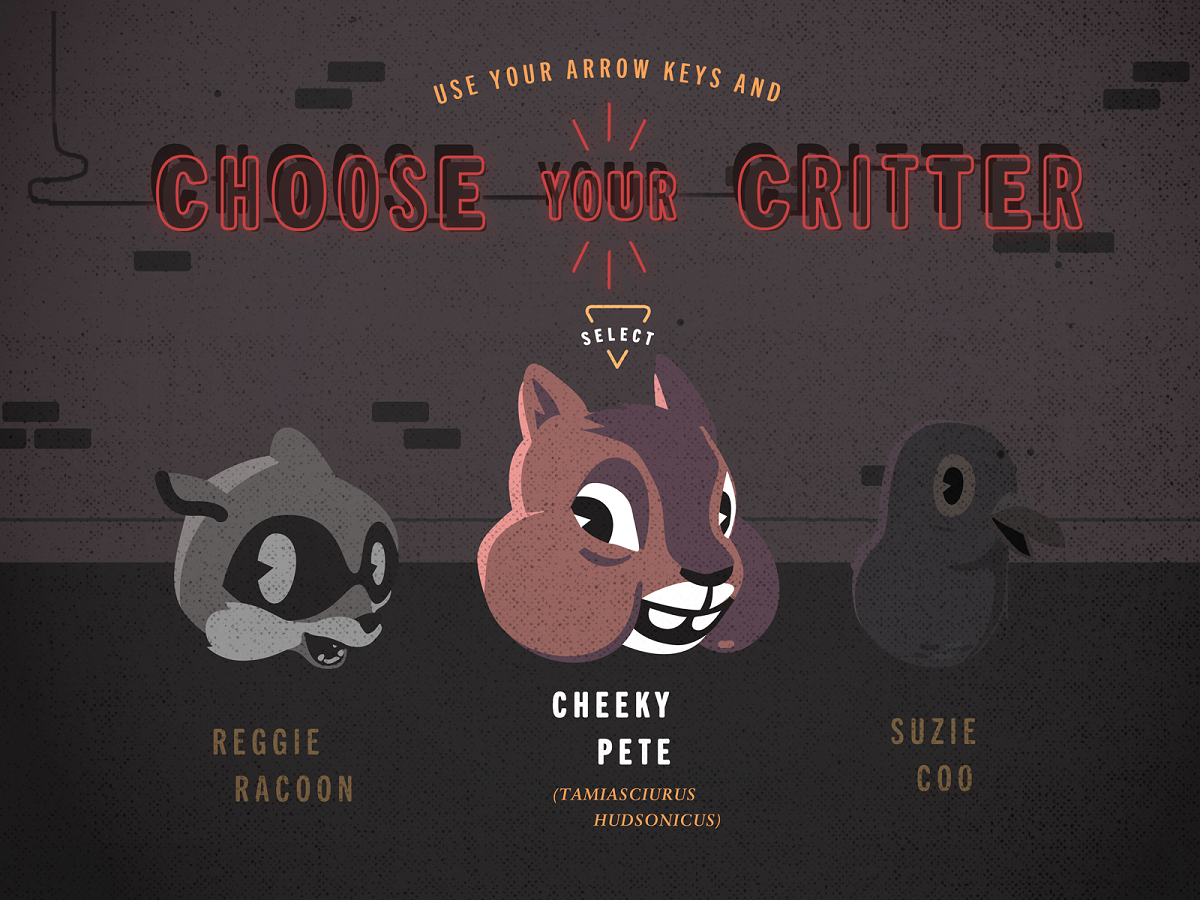 USE YOUR ARROW KEYS AND
CHOOSE YOUR CRITTER
SELECT
REGGIE
RACOON
CHEEKY
PETE
(TAMIASCIURUS
HUDSONICUS)
SUZIE
COO